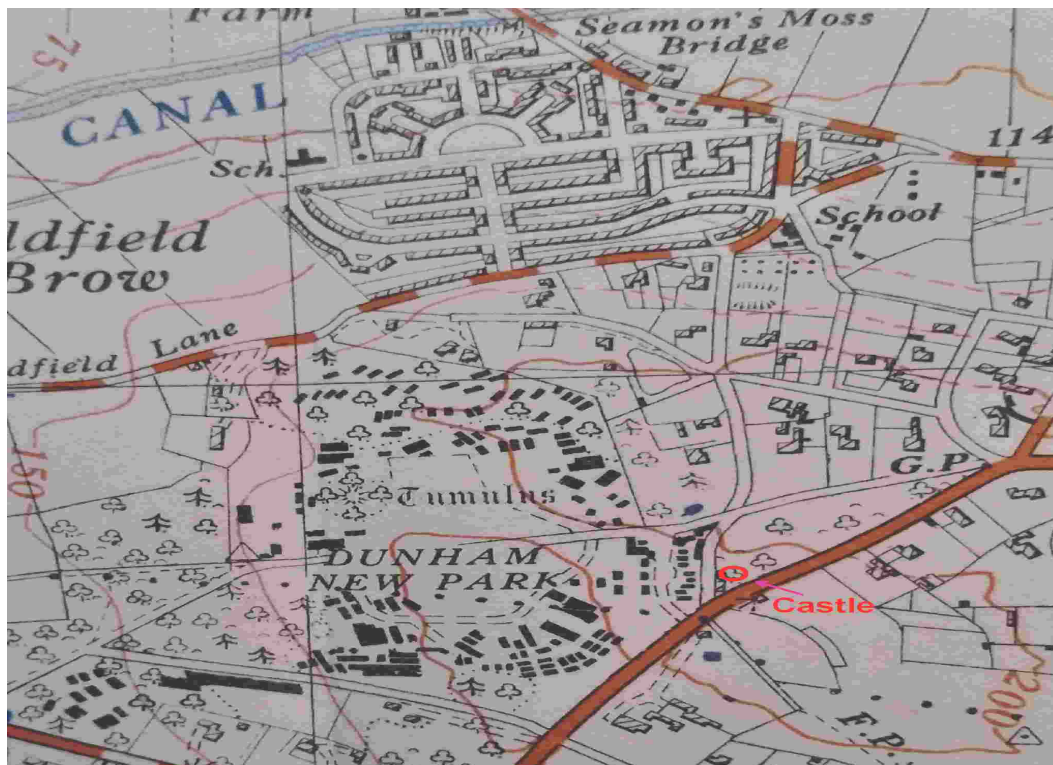 Farm
Seamon's Moss
Bridge
75
CANAL
114
Sch.
School
ldfield
Brow
Lane
dfield
G.P.
150
Tumulus
DUNHAM
NEW PARK
Castle
200
F.P.